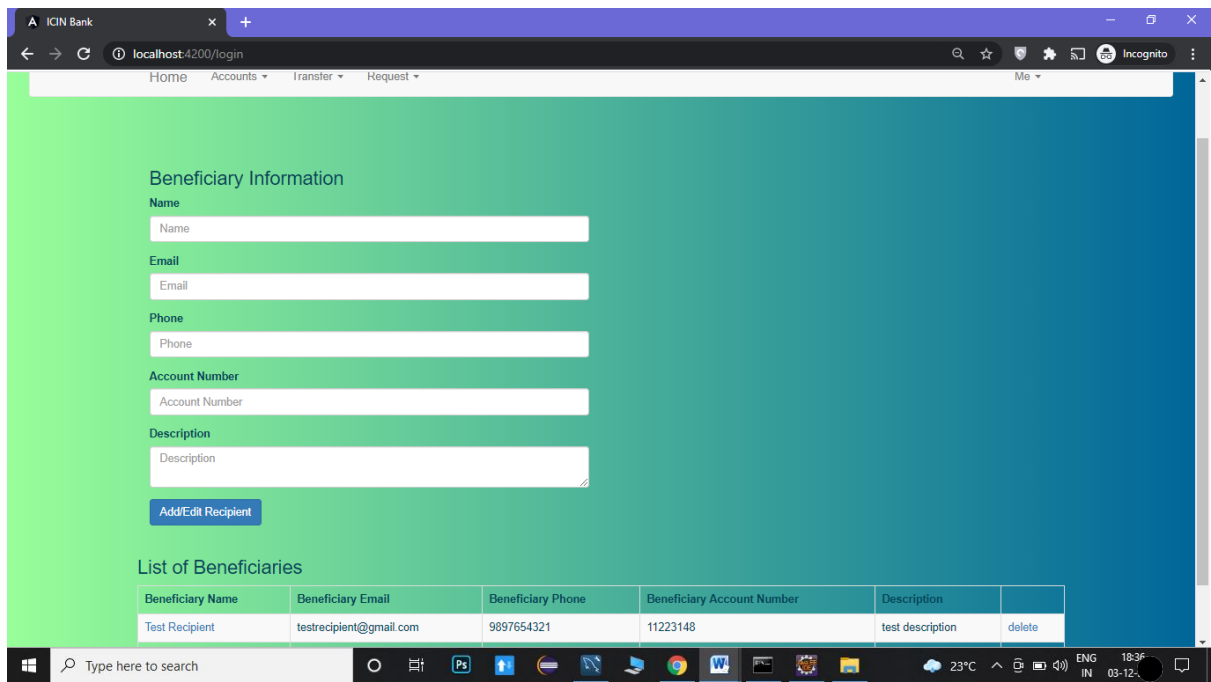 ICIN Bank
localhost:4200/login
Incognito
Home Accounts Transfer Request Me
Beneficiary Information
Name
Name
Email
Email
Phone
Phone
Account Number
Account Number
Description
Description
Add/Edit Recipient
List of Beneficiaries
Beneficiary Name Beneficiary Email Beneficiary Phone Beneficiary Account Number Description
Test Recipient testrecipient@gmail.com 9897654321 11223148 test description delete
Type here to search
Ps
W
23°C
ENG
IN
18:36
03-12-